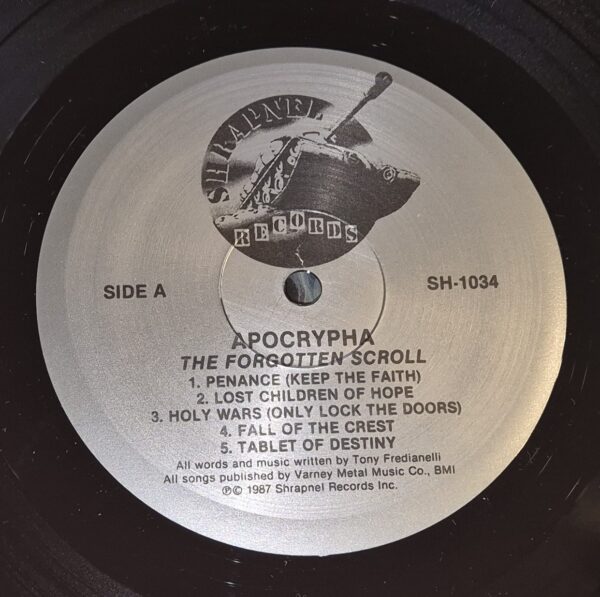 SHRAPNEL
RECORDS
SIDE A
SH-1034
APOCRYPHA
THE FORGOTTEN SCROLL
1. PENANCE (KEEP THE FAITH)
2. LOST CHILDREN OF HOPE
3. HOLY WARS (ONLY LOCK THE DOORS)
4. FALL OF THE CREST
5. TABLET OF DESTINY
All words and music written by Tony Fredianelli
All songs published by Varney Metal Music Co., BMI
℗© 1987 Shrapnel Records Inc.